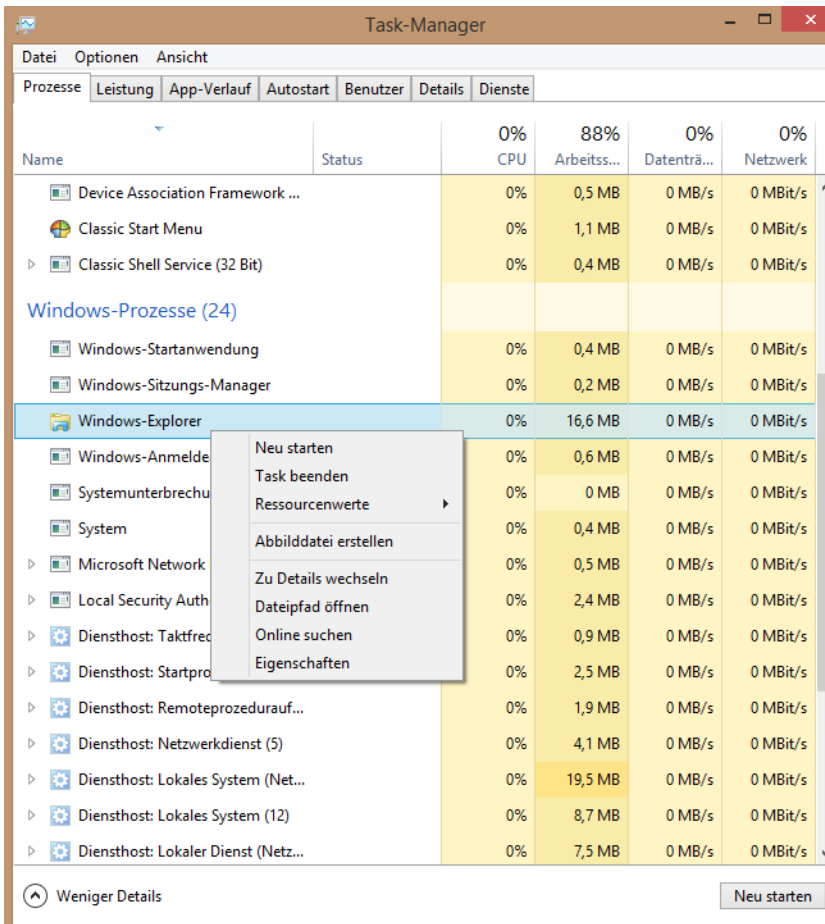 Task-Manager
Datei Optionen Ansicht
Prozesse Leistung App-Verlauf Autostart Benutzer Details Dienste
0% 88% 0% 0%
Name Status CPU Arbeitss... Datenträ... Netzwerk
Device Association Framework ... 0% 0,5 MB 0 MB/s 0 MBit/s
Classic Start Menu 0% 1,1 MB 0 MB/s 0 MBit/s
Classic Shell Service (32 Bit) 0% 0,4 MB 0 MB/s 0 MBit/s
Windows-Prozesse (24)
Windows-Startanwendung 0% 0,4 MB 0 MB/s 0 MBit/s
Windows-Sitzungs-Manager 0% 0,2 MB 0 MB/s 0 MBit/s
Windows-Explorer 0% 16,6 MB 0 MB/s 0 MBit/s
Windows-Anmelde 0% 0,6 MB 0 MB/s 0 MBit/s
Systemunterbrechu 0% 0 MB 0 MB/s 0 MBit/s
System 0% 0,4 MB 0 MB/s 0 MBit/s
Microsoft Network 0% 0,5 MB 0 MB/s 0 MBit/s
Local Security Auth 0% 2,4 MB 0 MB/s 0 MBit/s
Diensthost: Taktfred 0% 0,9 MB 0 MB/s 0 MBit/s
Diensthost: Startpro 0% 2,5 MB 0 MB/s 0 MBit/s
Neu starten
Task beenden
Ressourcenwerte
Abbilddatei erstellen
Zu Details wechseln
Dateipfad öffnen
Online suchen
Eigenschaften
Diensthost: Remoteprozedurauf... 0% 1,9 MB 0 MB/s 0 MBit/s
Diensthost: Netzwerkdienst (5) 0% 4,1 MB 0 MB/s 0 MBit/s
Diensthost: Lokales System (Net... 0% 19,5 MB 0 MB/s 0 MBit/s
Diensthost: Lokales System (12) 0% 8,7 MB 0 MB/s 0 MBit/s
Diensthost: Lokaler Dienst (Netz... 0% 7,5 MB 0 MB/s 0 MBit/s
Weniger Details Neu starten